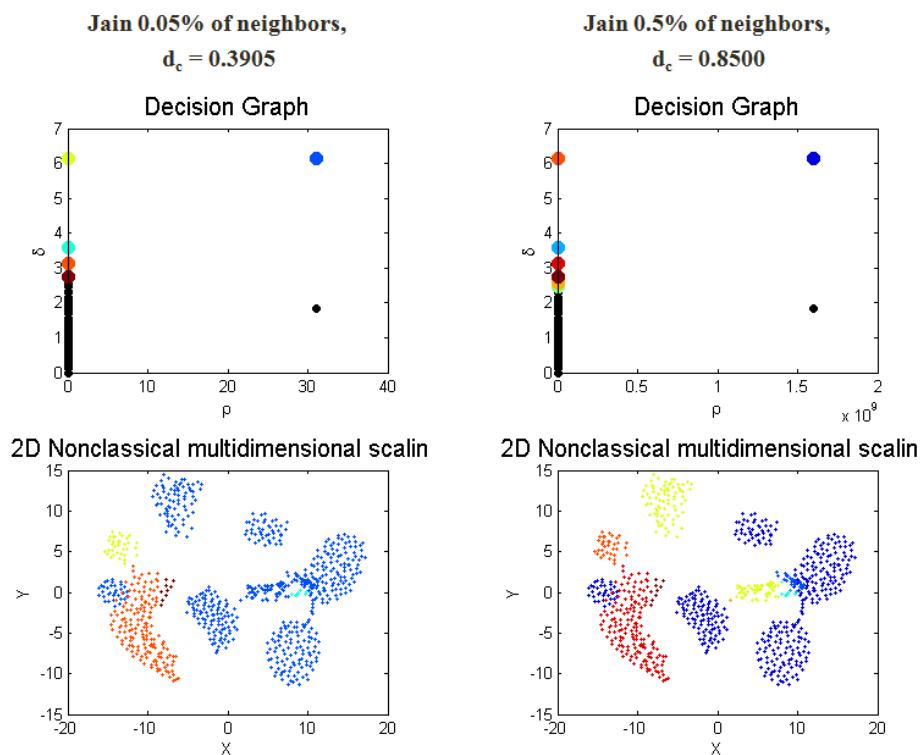 Jain 0.05% of neighbors,
d_c = 0.3905
Decision Graph
7
6
5
4
3
2
1
0
δ
0 10 20 30 40
ρ
2D Nonclassical multidimensional scalin
15
10
5
0
-5
-10
-15
Y
-20 -10 0 10 20
X
Jain 0.5% of neighbors,
d_c = 0.8500
Decision Graph
7
6
5
4
3
2
1
0
δ
0 0.5 1 1.5 2
ρ
x 10^9
2D Nonclassical multidimensional scalin
15
10
5
0
-5
-10
-15
Y
-20 -10 0 10 20
X